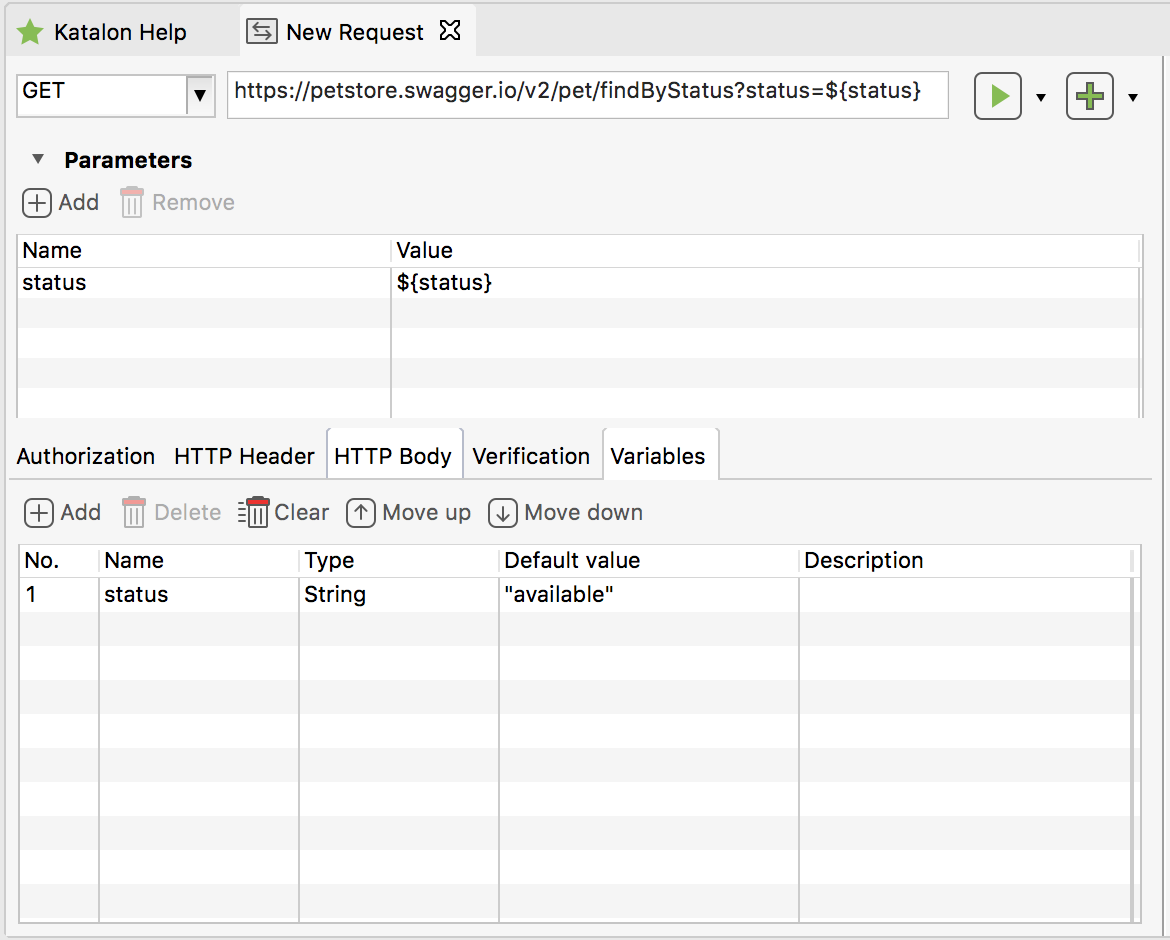 Katalon Help New Request
GET https://petstore.swagger.io/v2/pet/findByStatus?status=${status}
Parameters
Add Remove
Name Value
status ${status}
Authorization HTTP Header HTTP Body Verification Variables
Add Delete Clear Move up Move down
No. Name Type Default value Description
1 status String "available"